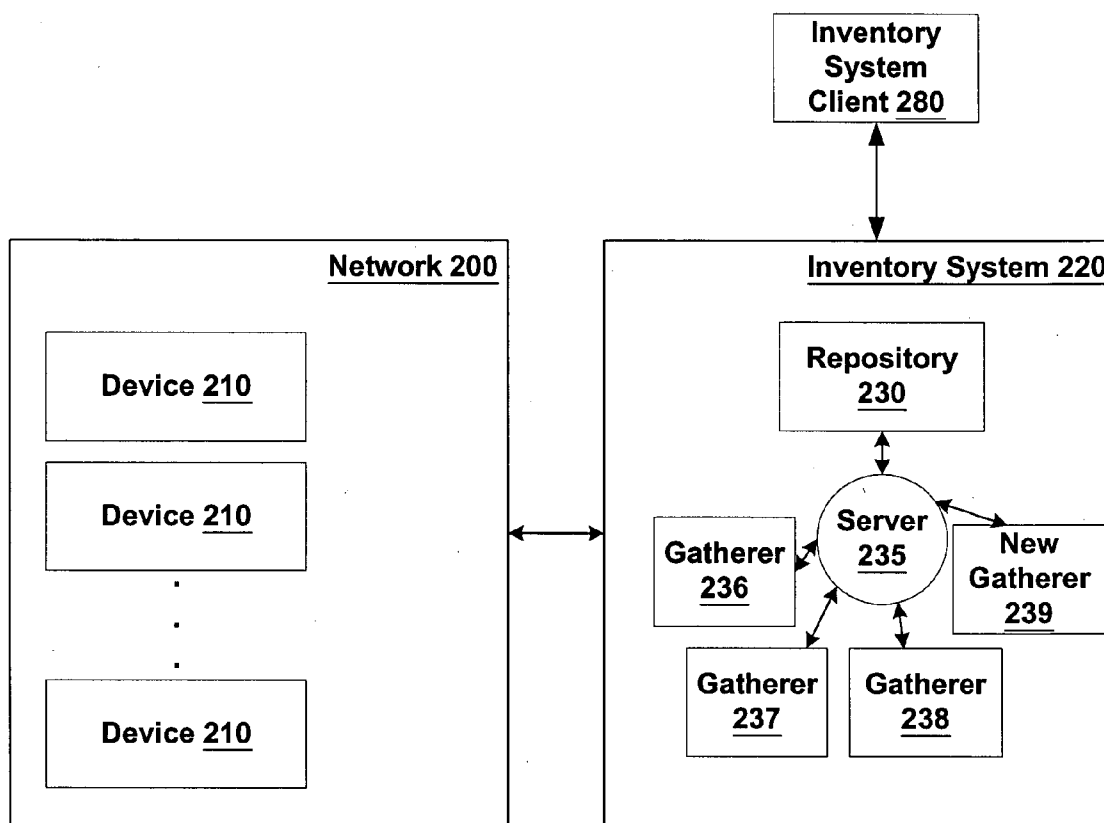 Inventory
System
Client 280
Network 200
Inventory System 220
Device 210
Device 210
Device 210
Repository
230
Server
235
Gatherer
236
New
Gatherer
239
Gatherer
237
Gatherer
238